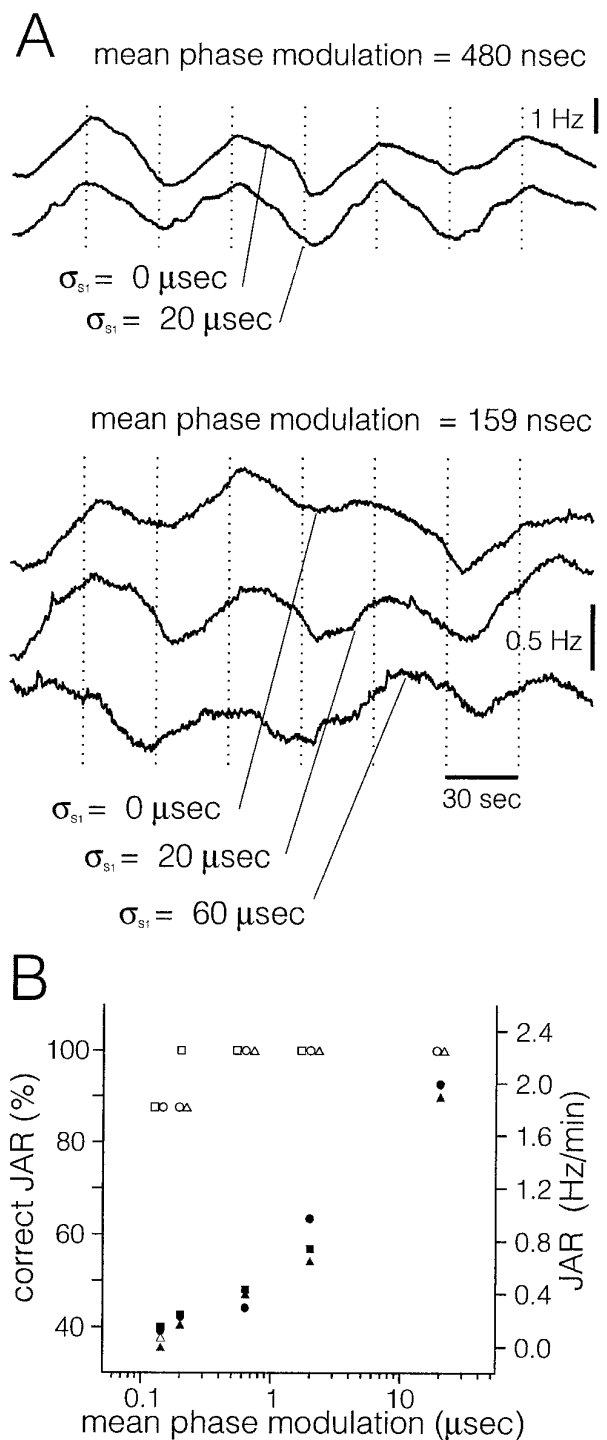 A
mean phase modulation = 480 nsec
1 Hz
σs1 = 0 μsec
σs1 = 20 μsec
mean phase modulation = 159 nsec
0.5 Hz
30 sec
σs1 = 0 μsec
σs1 = 20 μsec
σs1 = 60 μsec
B
correct JAR (%)
100
80
60
40
2.4
2.0
1.6
1.2
0.8
0.4
0.0
JAR (Hz/min)
0.1
1
10
mean phase modulation (μsec)